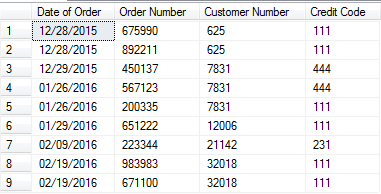 Date of Order Order Number Customer Number Credit Code
1 12/28/2015 675990 625 111
2 12/28/2015 892211 625 111
3 12/29/2015 450137 7831 444
4 01/26/2016 567123 7831 444
5 01/26/2016 200335 7831 111
6 01/29/2016 651222 12006 111
7 02/09/2016 223344 21142 231
8 02/19/2016 983983 32018 111
9 02/19/2016 671100 32018 111